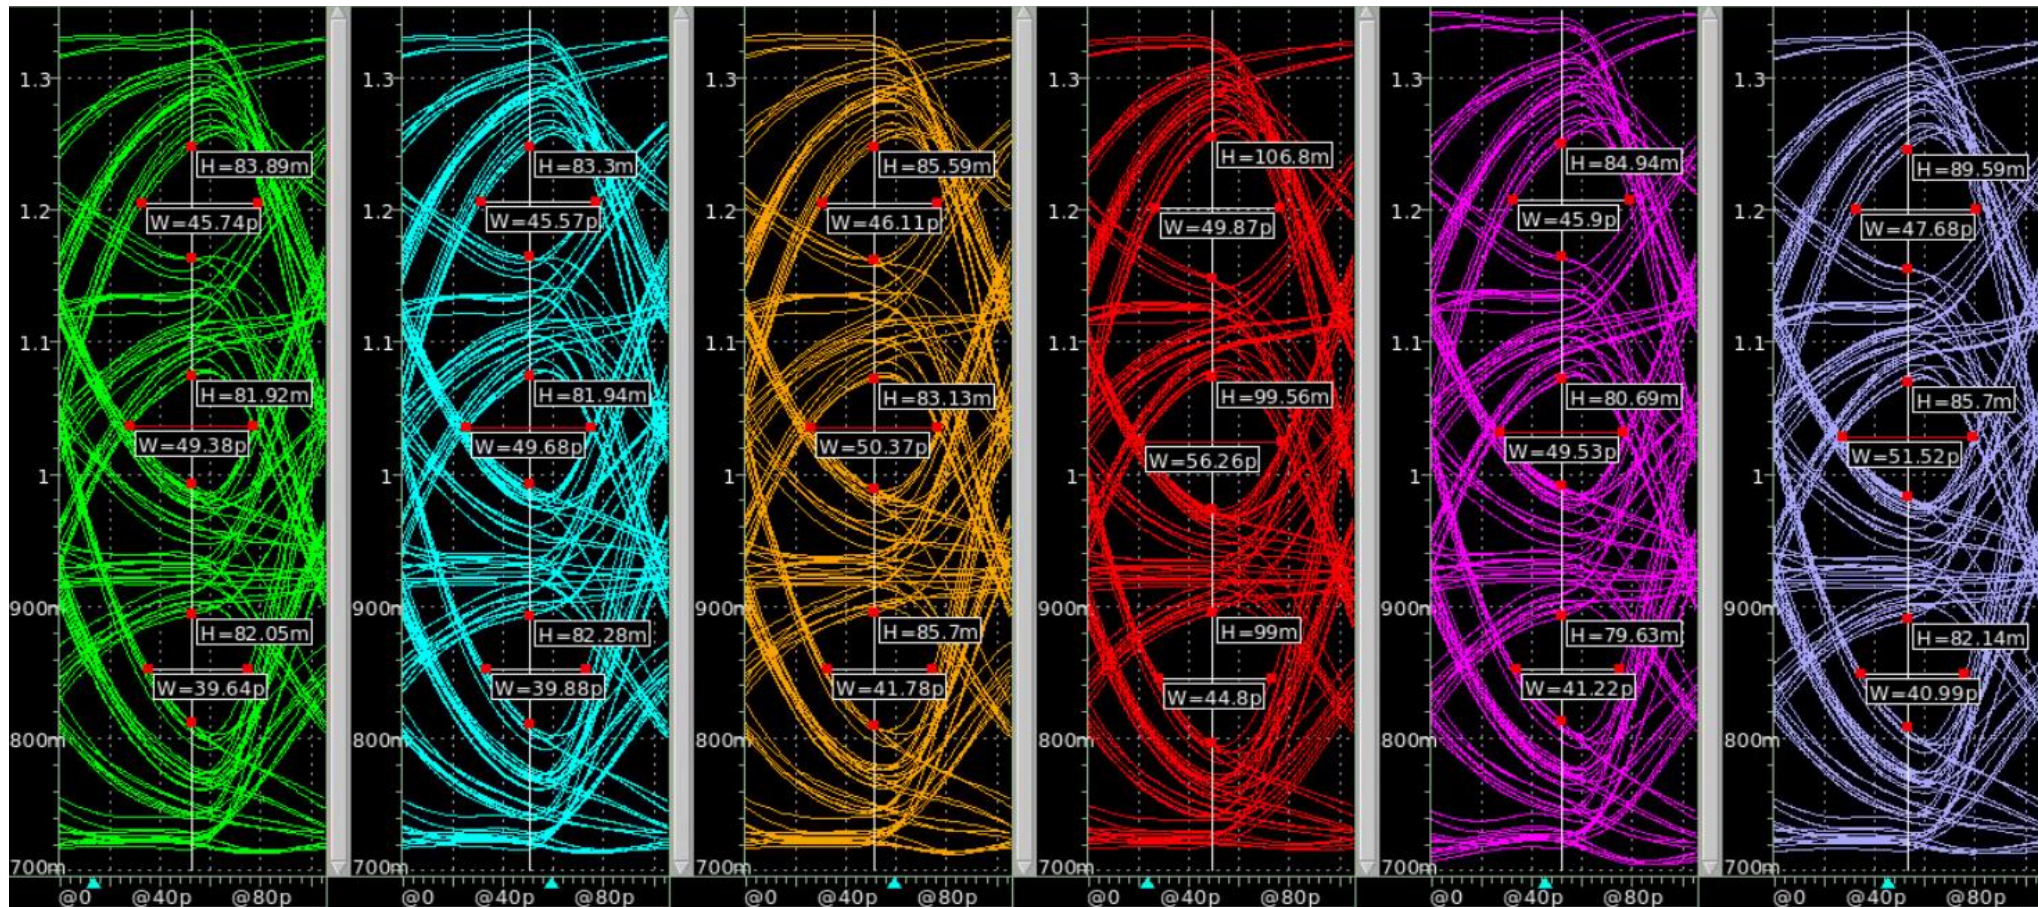 1.3
H=83.89m
1.2
W=45.74p
1.1
H=81.92m
W=49.38p
1
900m
H=82.05m
W=39.64p
800m
700m
@0 @40p @80p
1.3
H=83.3m
1.2
W=45.57p
1.1
H=81.94m
W=49.68p
1
900m
H=82.28m
W=39.88p
800m
700m
@0 @40p @80p
1.3
H=85.59m
1.2
W=46.11p
1.1
H=83.13m
W=50.37p
1
900m
H=85.7m
W=41.78p
800m
700m
@0 @40p @80p
1.3
H=106.8m
1.2
W=49.87p
1.1
H=99.56m
W=56.26p
1
900m
H=99m
W=44.8p
800m
700m
@0 @40p @80p
1.3
H=84.94m
1.2
W=45.9p
1.1
H=80.69m
W=49.53p
1
900m
H=79.63m
W=41.22p
800m
700m
@0 @40p @80p
1.3
H=89.59m
1.2
W=47.68p
1.1
H=85.7m
W=51.52p
1
900m
H=82.14m
W=40.99p
800m
700m
@0 @40p @80p